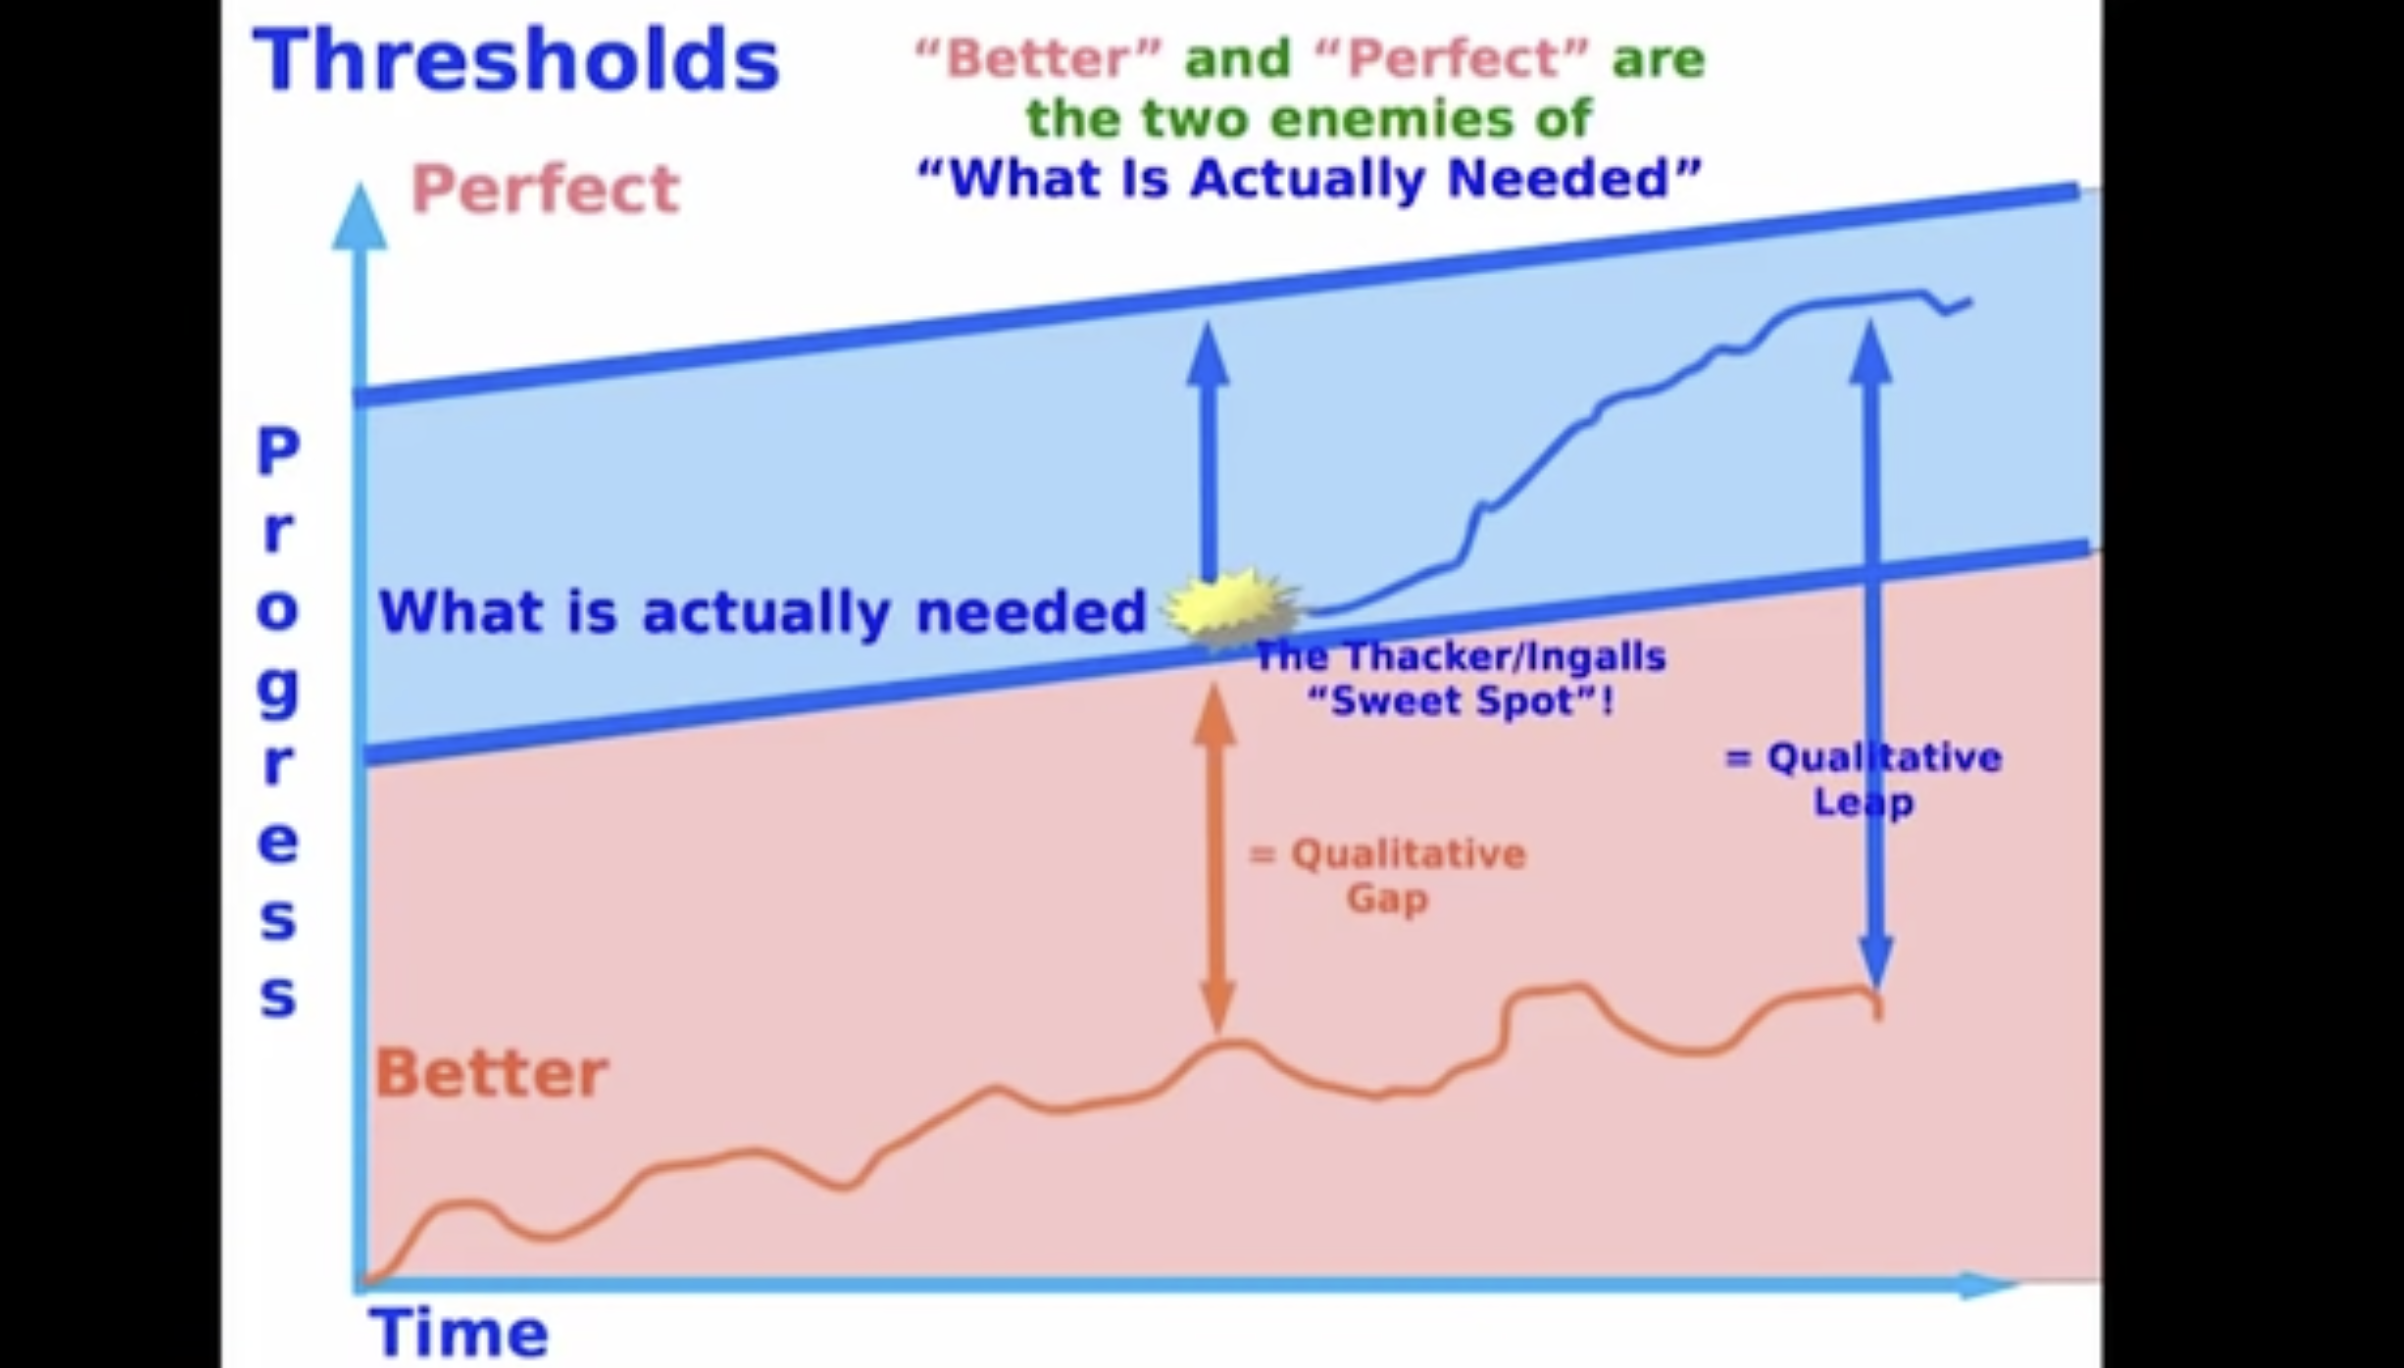 Thresholds
“Better” and “Perfect” are
the two enemies of
“What Is Actually Needed”
Perfect
Progress
What is actually needed
The Thacker/Ingalls
“Sweet Spot”!
= Qualitative
Leap
= Qualitative
Gap
Better
Time